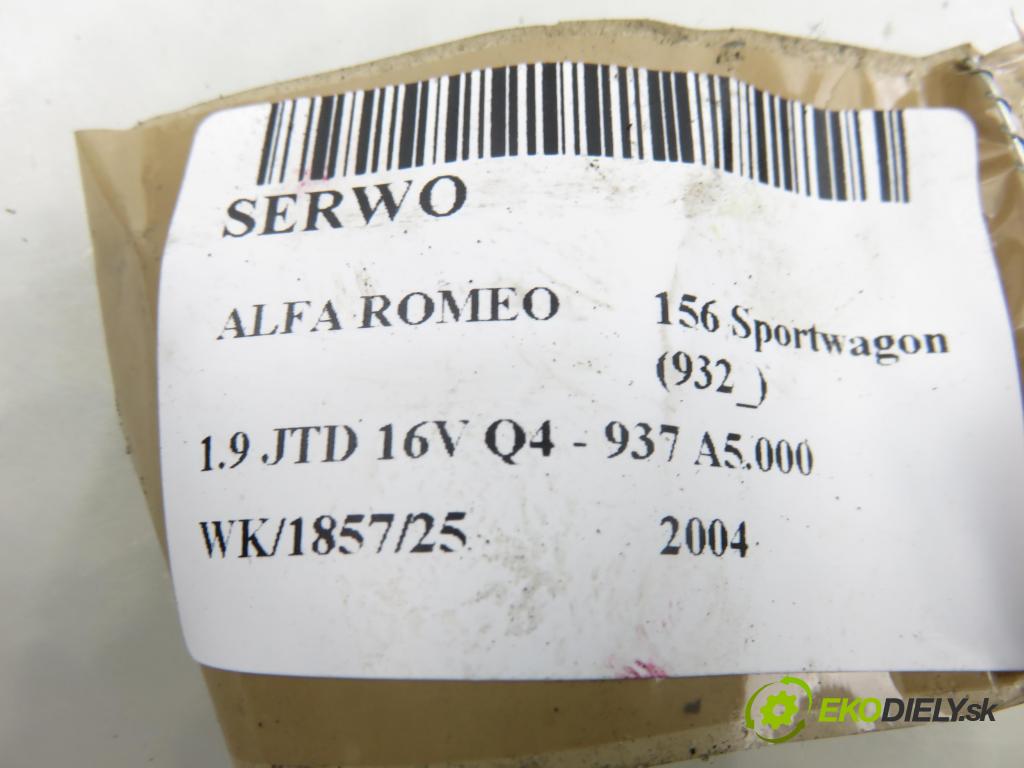 SERWO
ALFA ROMEO 156 Sportwagon
(932_)
1.9 JTD 16V Q4 - 937 A5.000
WK/1857/25 2004
EKODIELY.sk